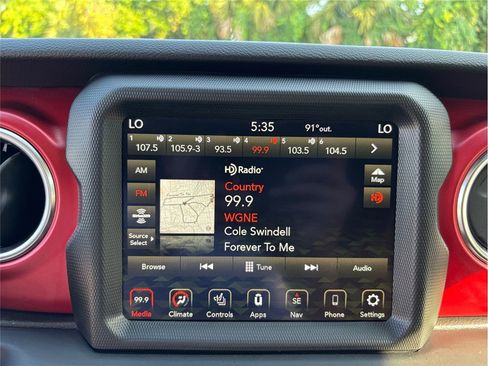 LO 5:35 91°out. LO
1 2 3 4 5 6
107.5 105.9-3 93.5 99.9 103.5 104.5
AM HD Radio Map
Country
FM 99.9
WGNE
Cole Swindell
Source Select
Forever To Me
Browse Tune Audio
99.9 SE
Media Climate Controls Apps Nav Phone Settings